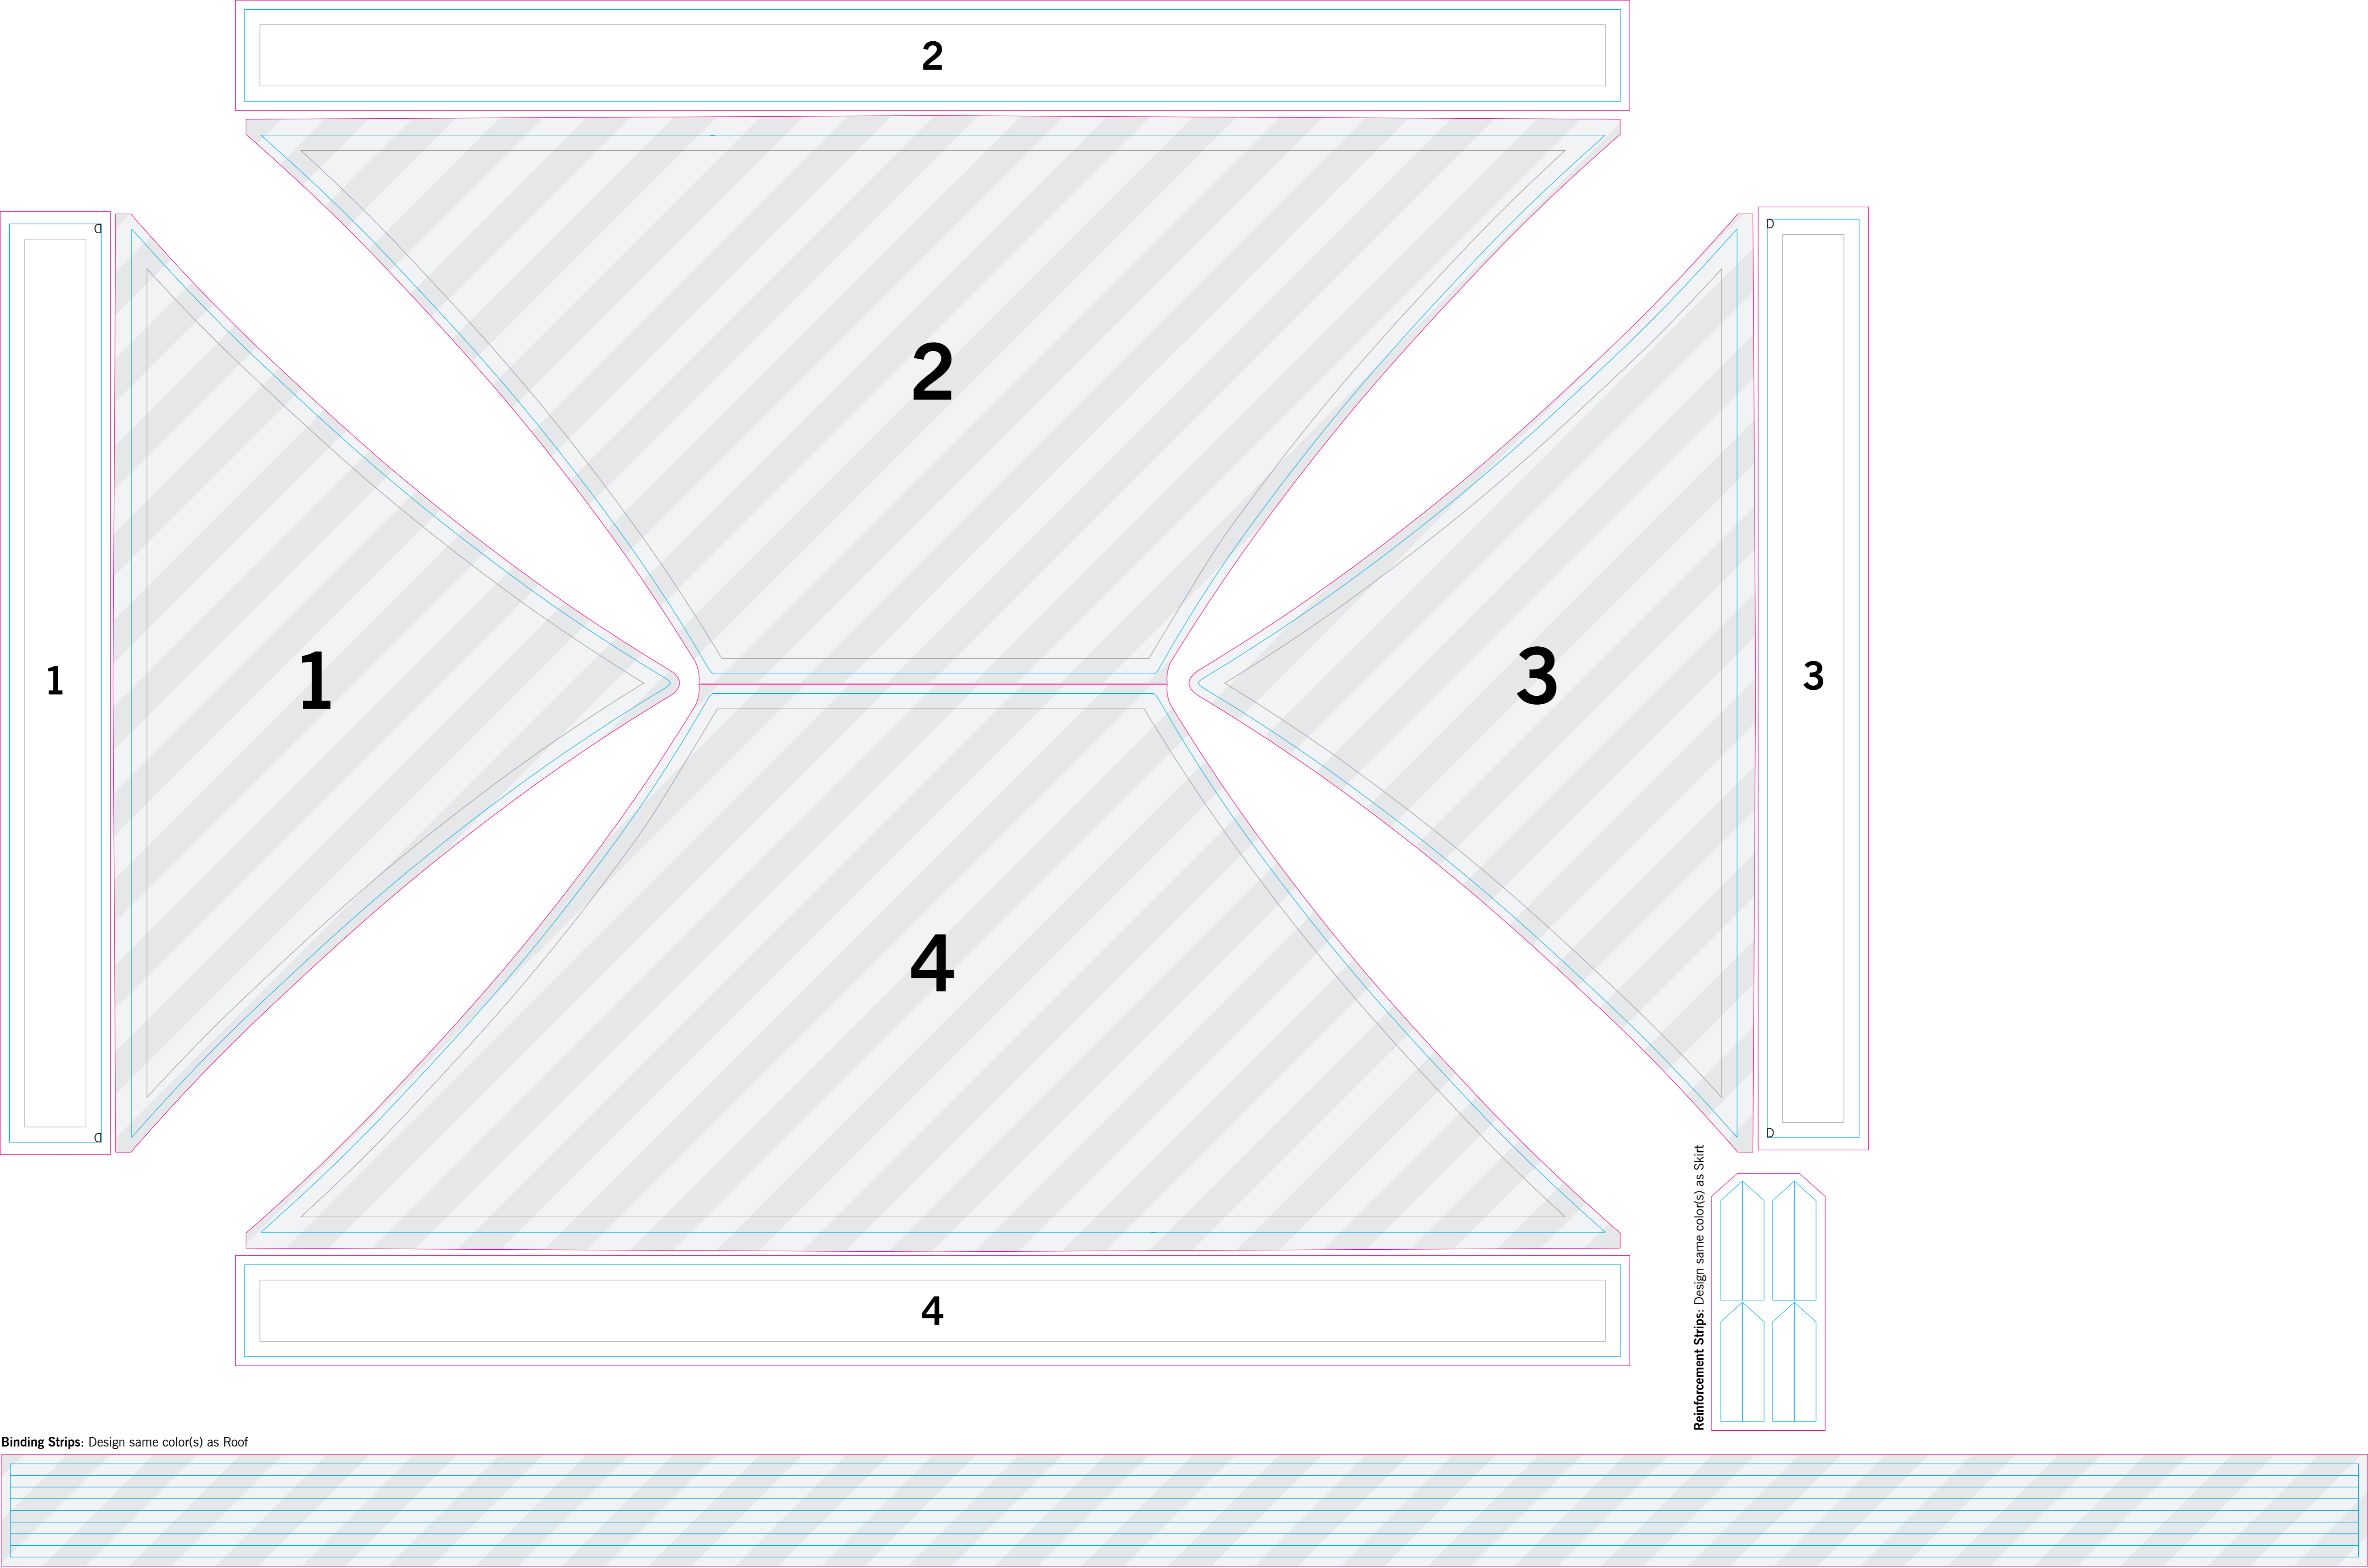 2
D
D
2
1
1
3
3
4
D
D
4
Reinforcement Strips: Design same color(s) as Skirt
Binding Strips: Design same color(s) as Roof